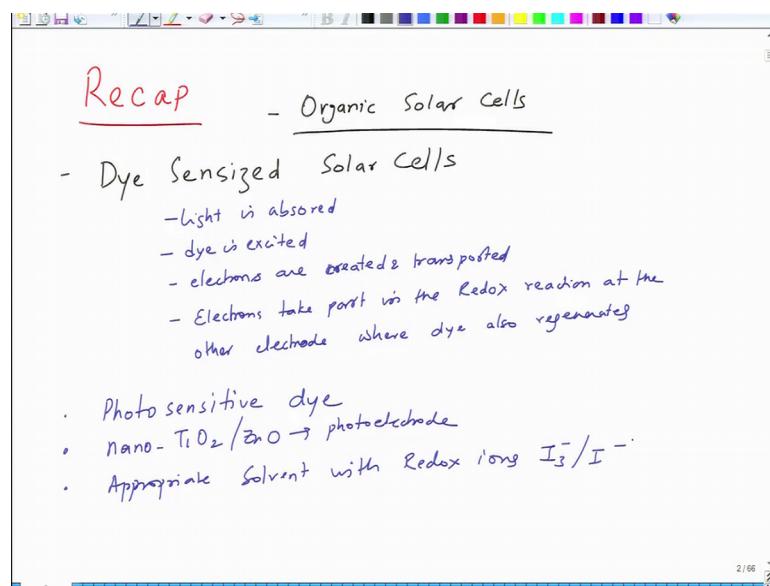 Recap
- Organic Solar Cells
- Dye Sensized Solar Cells
- light is absored
- dye is excited
- electrons are created & transported
- Electrons take part in the Redox reaction at the
other electrode where dye also regenerates
. Photosensitive dye
. nano-TiO2/ZnO → photoelectrode
. Appropriate Solvent with Redox ions I3⁻/I⁻
2 / 66